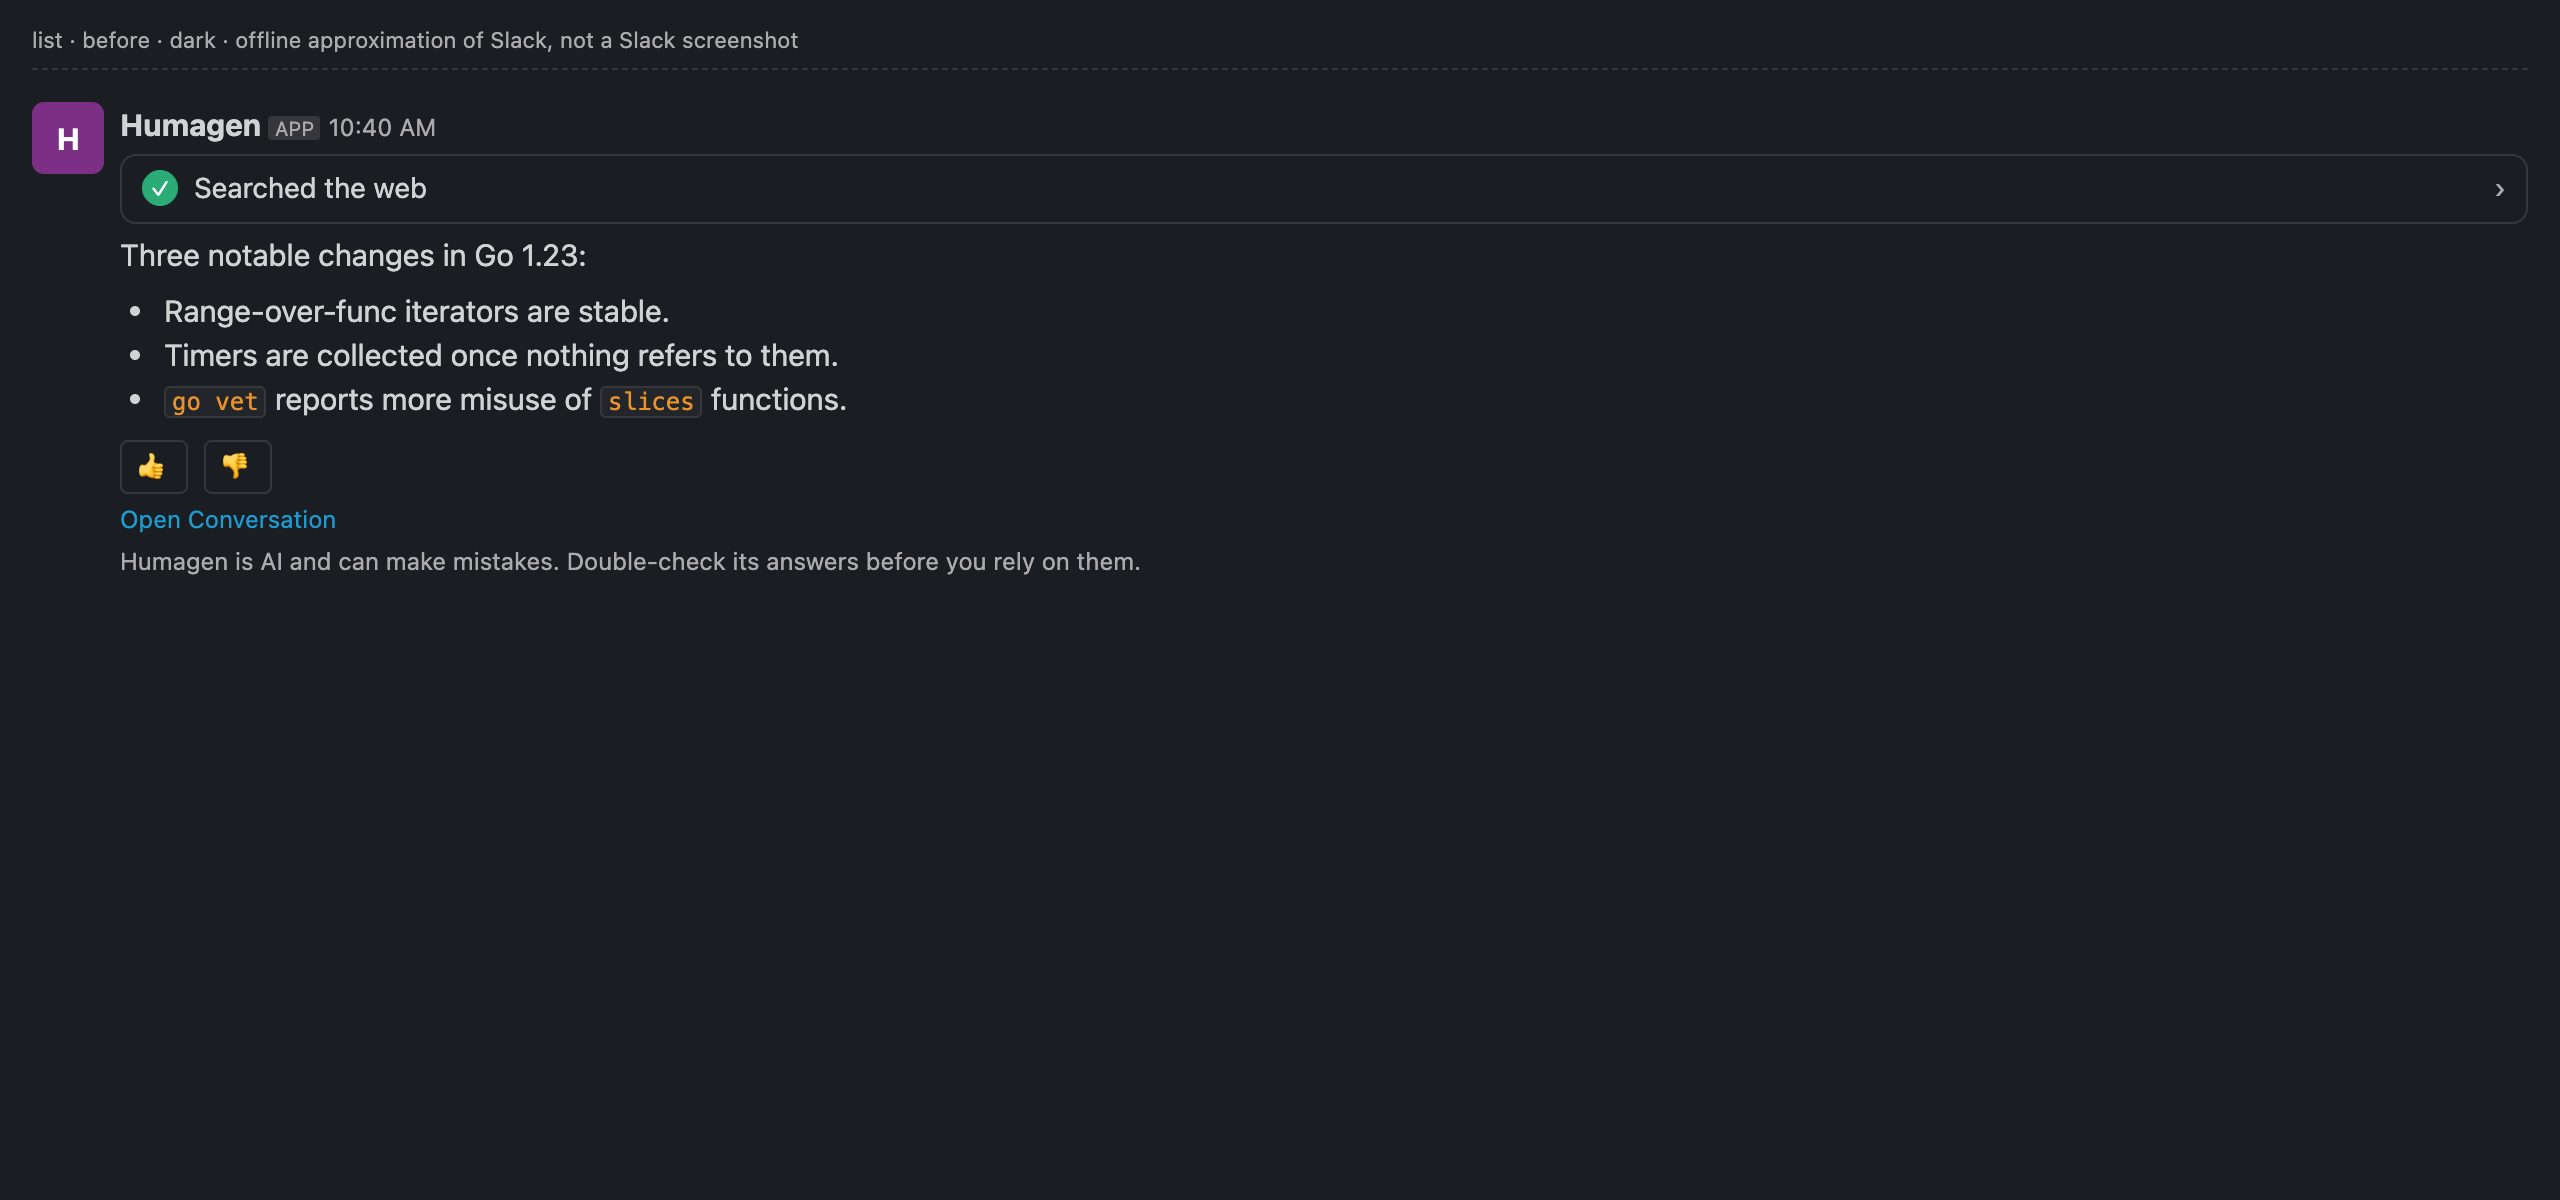 list · before · dark · offline approximation of Slack, not a Slack screenshot
H
Humagen APP 10:40 AM
Searched the web
Three notable changes in Go 1.23:
• Range-over-func iterators are stable.
• Timers are collected once nothing refers to them.
• go vet reports more misuse of slices functions.
Open Conversation
Humagen is AI and can make mistakes. Double-check its answers before you rely on them.